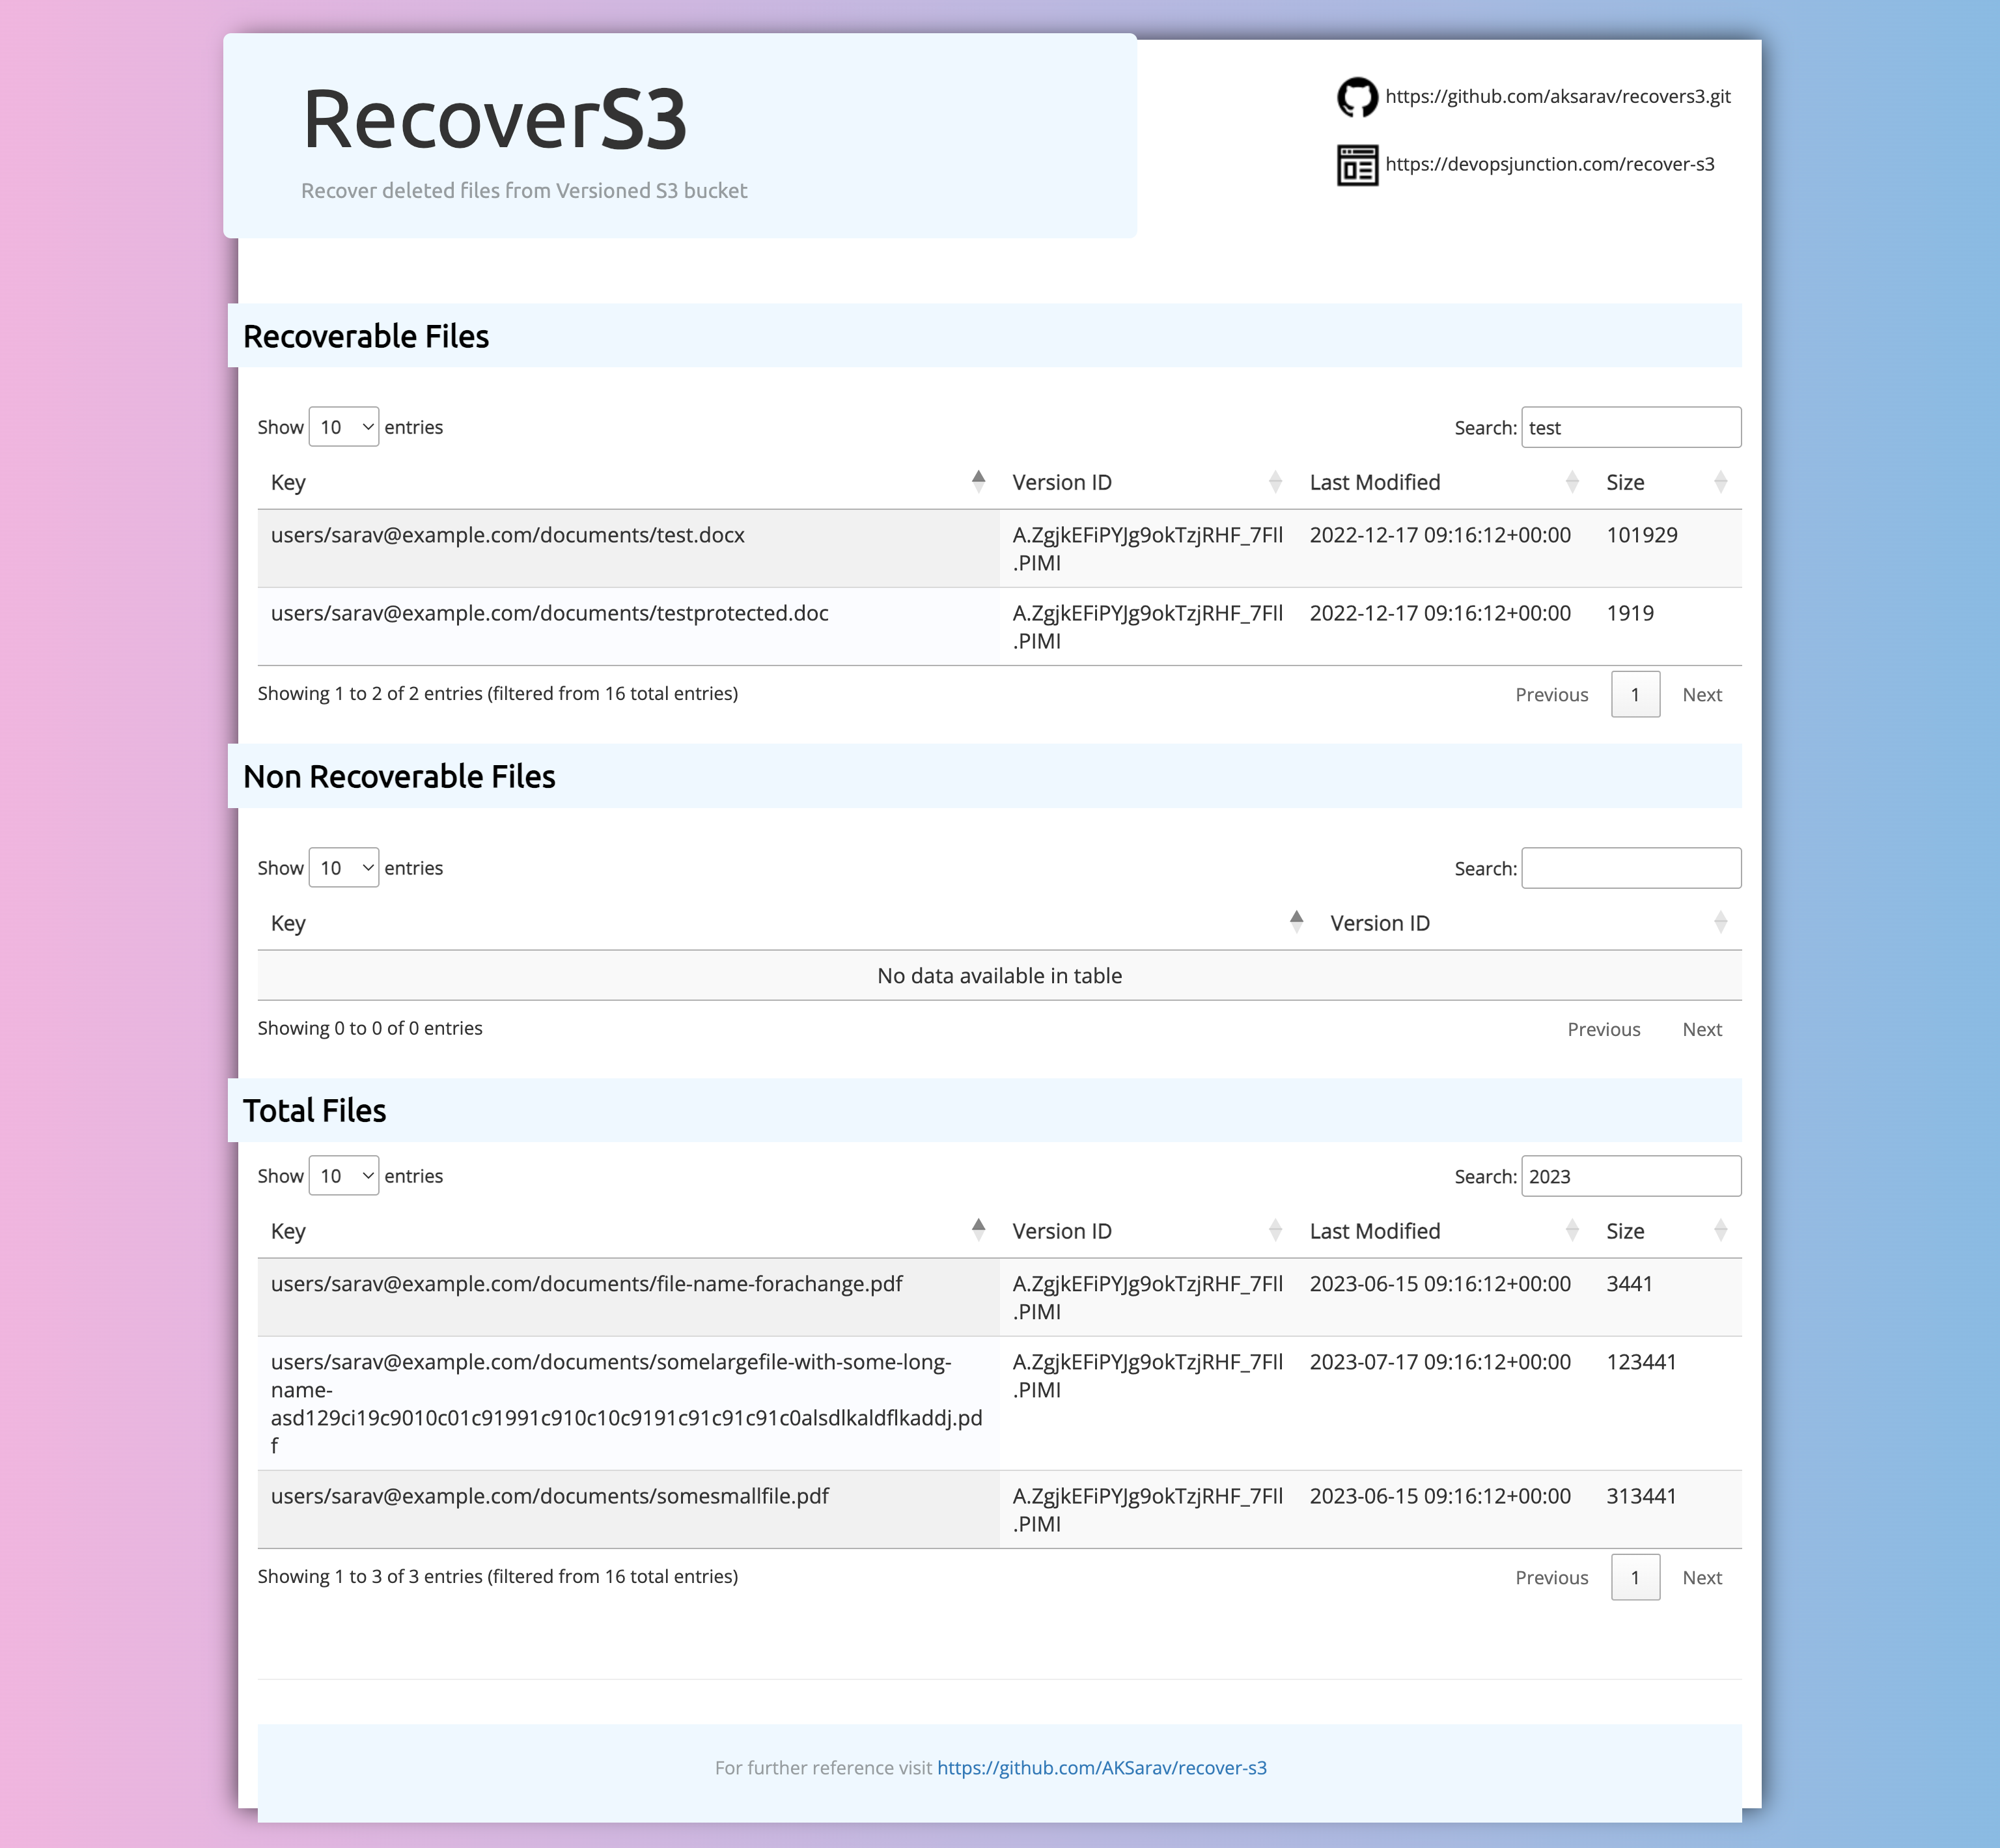 RecoverS3
Recover deleted files from Versioned S3 bucket
https://github.com/aksarav/recovers3.git
https://devopsjunction.com/recover-s3
Recoverable Files
Show 10 entries
Search: test
Key Version ID Last Modified Size
users/sarav@example.com/documents/test.docx A.ZgjkEFiPYJg9okTzjRHF_7FIl 2022-12-17 09:16:12+00:00 101929
.PIMI
users/sarav@example.com/documents/testprotected.doc A.ZgjkEFiPYJg9okTzjRHF_7FIl 2022-12-17 09:16:12+00:00 1919
.PIMI
Showing 1 to 2 of 2 entries (filtered from 16 total entries)
Previous 1 Next
Non Recoverable Files
Show 10 entries
Search:
Key Version ID
No data available in table
Showing 0 to 0 of 0 entries
Previous Next
Total Files
Show 10 entries
Search: 2023
Key Version ID Last Modified Size
users/sarav@example.com/documents/file-name-forachange.pdf A.ZgjkEFiPYJg9okTzjRHF_7FIl 2023-06-15 09:16:12+00:00 3441
.PIMI
users/sarav@example.com/documents/somelargefile-with-some-long- A.ZgjkEFiPYJg9okTzjRHF_7FIl 2023-07-17 09:16:12+00:00 123441
name- .PIMI
asd129ci19c9010c01c91991c910c10c9191c91c91c91c0alsdlkaldflkaddj.pd
f
users/sarav@example.com/documents/somesmallfile.pdf A.ZgjkEFiPYJg9okTzjRHF_7FIl 2023-06-15 09:16:12+00:00 313441
.PIMI
Showing 1 to 3 of 3 entries (filtered from 16 total entries)
Previous 1 Next
For further reference visit https://github.com/AKSarav/recover-s3